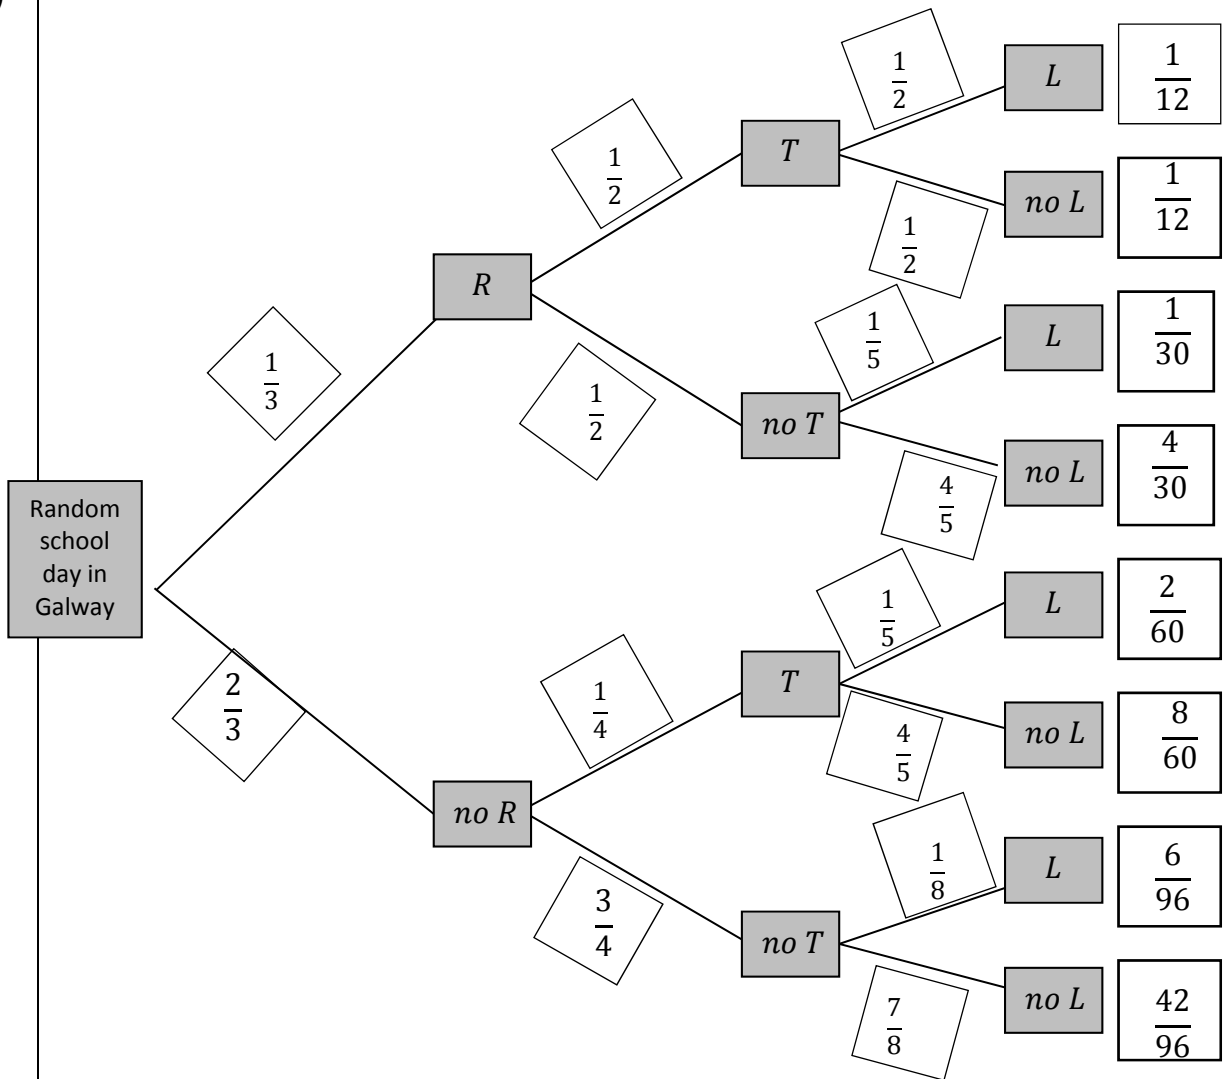 1/2
L
1/12
1/2
T
1/2
no L
1/12
R
1/3
1/2
1/5
L
1/30
no T
4/5
no L
4/30
Random
school
day in
Galway
2/3
1/4
1/5
L
2/60
T
4/5
no L
8/60
no R
3/4
1/8
L
6/96
no T
7/8
no L
42/96